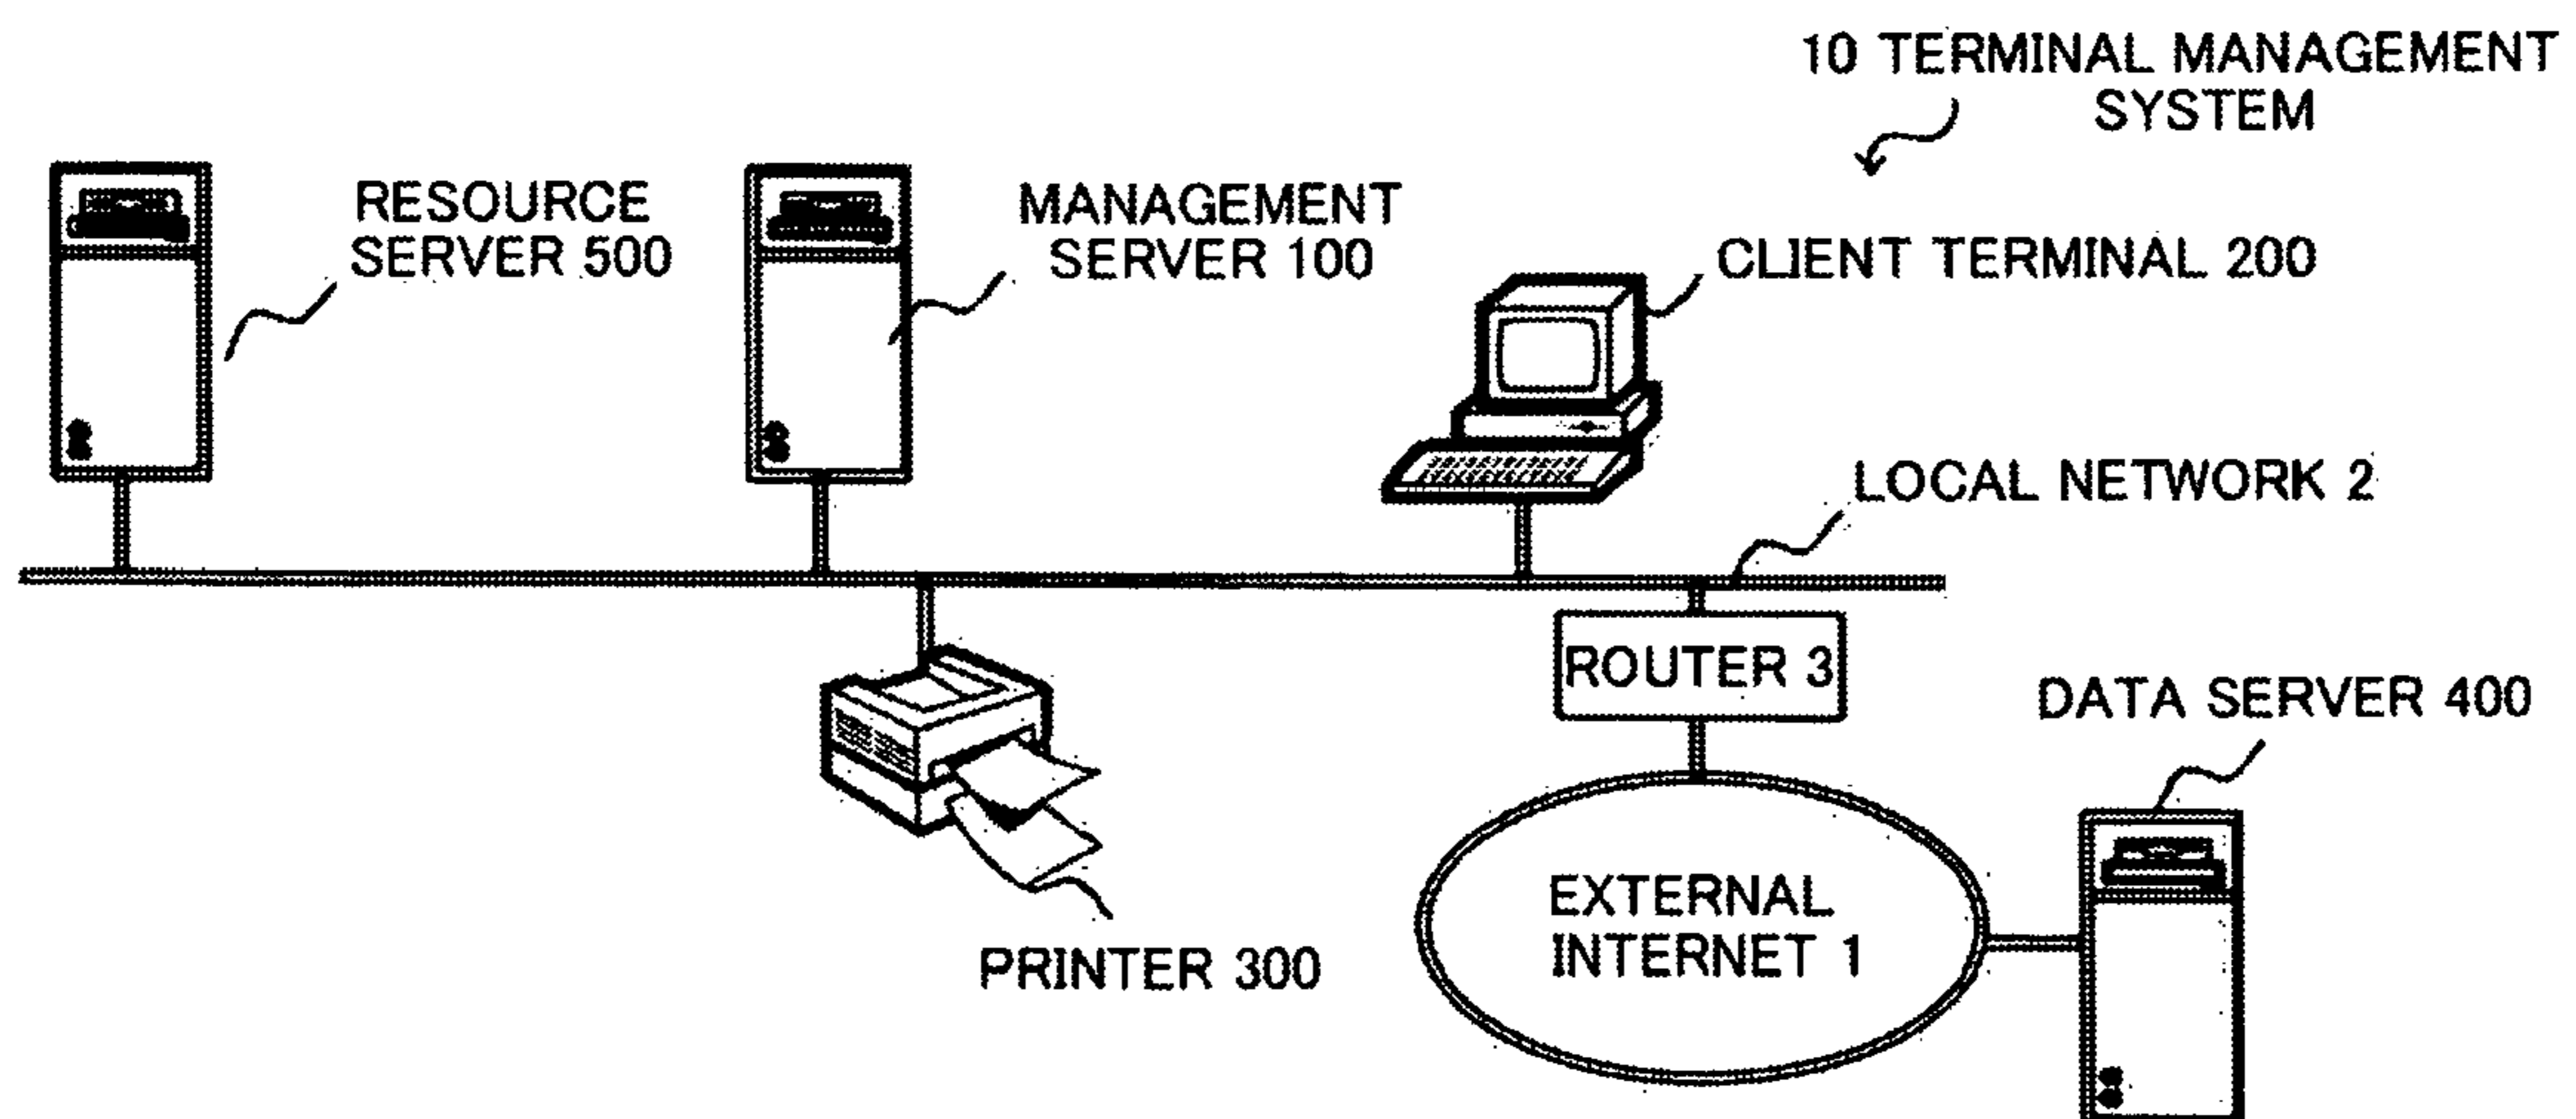 10 TERMINAL MANAGEMENT
SYSTEM
RESOURCE
SERVER 500
MANAGEMENT
SERVER 100
CLIENT TERMINAL 200
LOCAL NETWORK 2
ROUTER 3
DATA SERVER 400
EXTERNAL
INTERNET 1
PRINTER 300